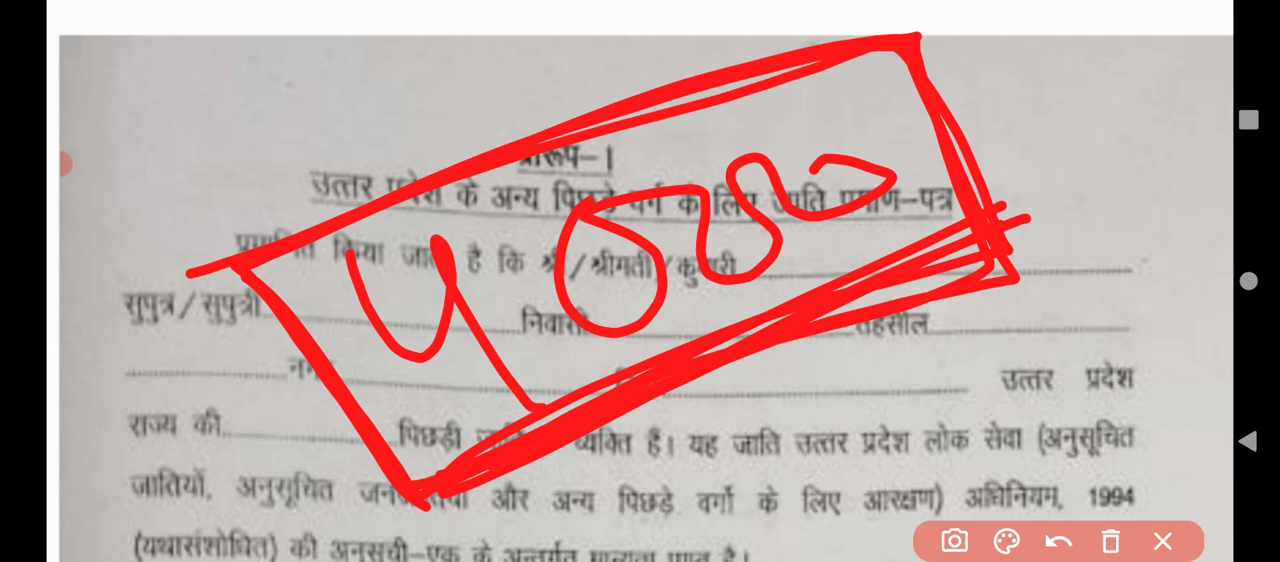 प्रारूप-1
उत्तर प्रदेश के अन्य पिछड़े वर्ग के लिए जाति प्रमाण-पत्र
प्रमाणित किया जाता है कि श्री/श्रीमती/कुमारी
सुपुत्र/सुपुत्री निवासी तहसील
उत्तर प्रदेश
राज्य की पिछड़ी जाति व्यक्ति है। यह जाति उत्तर प्रदेश लोक सेवा (अनुसूचित
जातियों, अनुसूचित जनजातियों और अन्य पिछड़े वर्गों के लिए आरक्षण) अधिनियम, 1994
(यथासंशोधित) की अनुसूची-एक के अन्तर्गत मान्यता प्राप्त है।